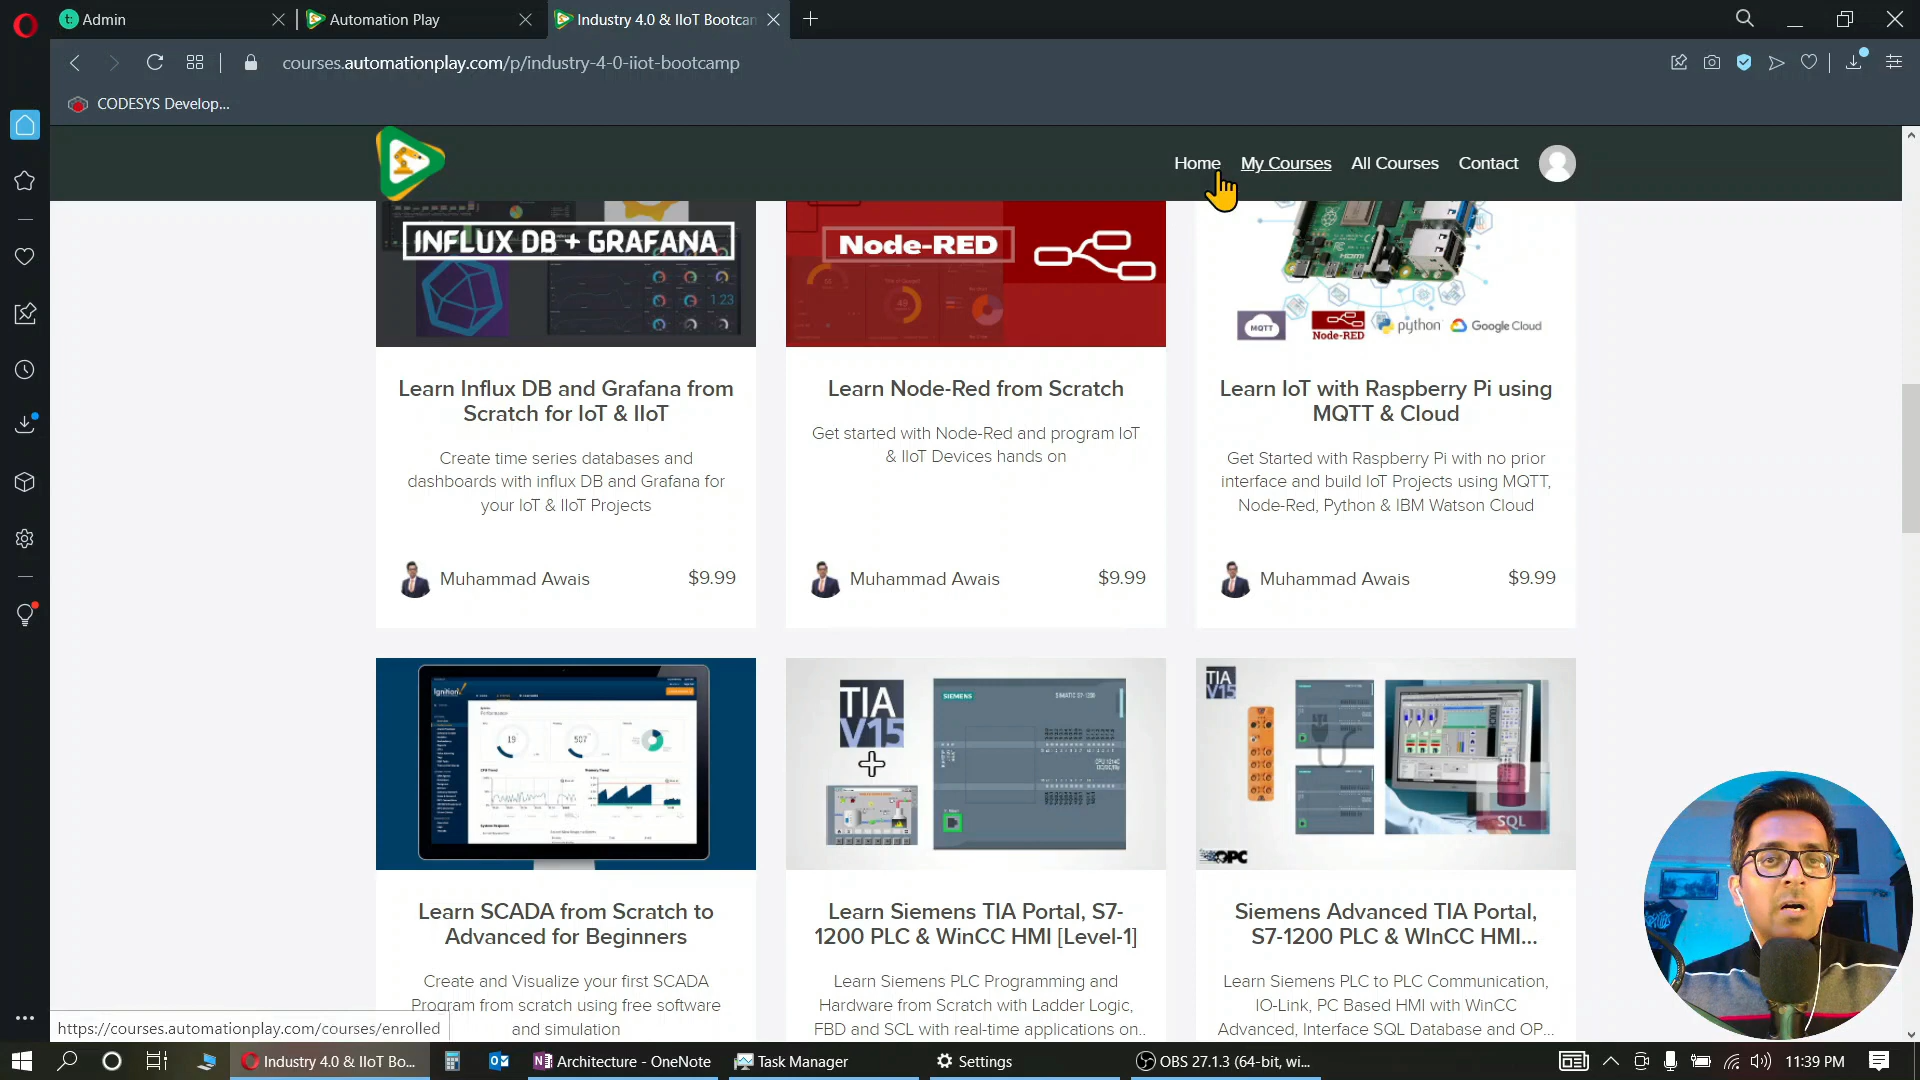 Admin
Automation Play
Industry 4.0 & IIoT Bootcam
courses.automationplay.com/p/industry-4-0-iiot-bootcamp
CODESYS Develop...
Home
My Courses
All Courses
Contact
INFLUX DB + GRAFANA
1.23
Node-RED
49
MQTT
Node-RED
python
Google Cloud
Learn Influx DB and Grafana from
Scratch for IoT & IIoT
Create time series databases and
dashboards with influx DB and Grafana for
your IoT & IIoT Projects
Muhammad Awais
$9.99
Learn Node-Red from Scratch
Get started with Node-Red and program IoT
& IIoT Devices hands on
Muhammad Awais
$9.99
Learn IoT with Raspberry Pi using
MQTT & Cloud
Get Started with Raspberry Pi with no prior
interface and build IoT Projects using MQTT,
Node-Red, Python & IBM Watson Cloud
Muhammad Awais
$9.99
Ignition
19
507
TIA
V15
SIEMENS
SIMATIC S7-1200
TIA
V15
SQL
OPC
Learn SCADA from Scratch to
Advanced for Beginners
Create and Visualize your first SCADA
Program from scratch using free software
and simulation
Learn Siemens TIA Portal, S7-
1200 PLC & WinCC HMI [Level-1]
Learn Siemens PLC Programming and
Hardware from Scratch with Ladder Logic,
FBD and SCL with real-time applications on..
Siemens Advanced TIA Portal,
S7-1200 PLC & WInCC HMI...
Learn Siemens PLC to PLC Communication,
IO-Link, PC Based HMI with WinCC
Advanced, Interface SQL Database and OP...
https://courses.automationplay.com/courses/enrolled
Industry 4.0 & IIoT Bo...
Architecture - OneNote
Task Manager
Settings
OBS 27.1.3 (64-bit, wi...
11:39 PM